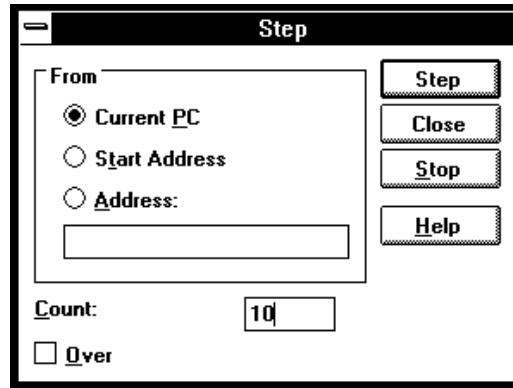 Step
From
Current PC
Start Address
Address:
Count: 10
Over
Step
Close
Stop
Help